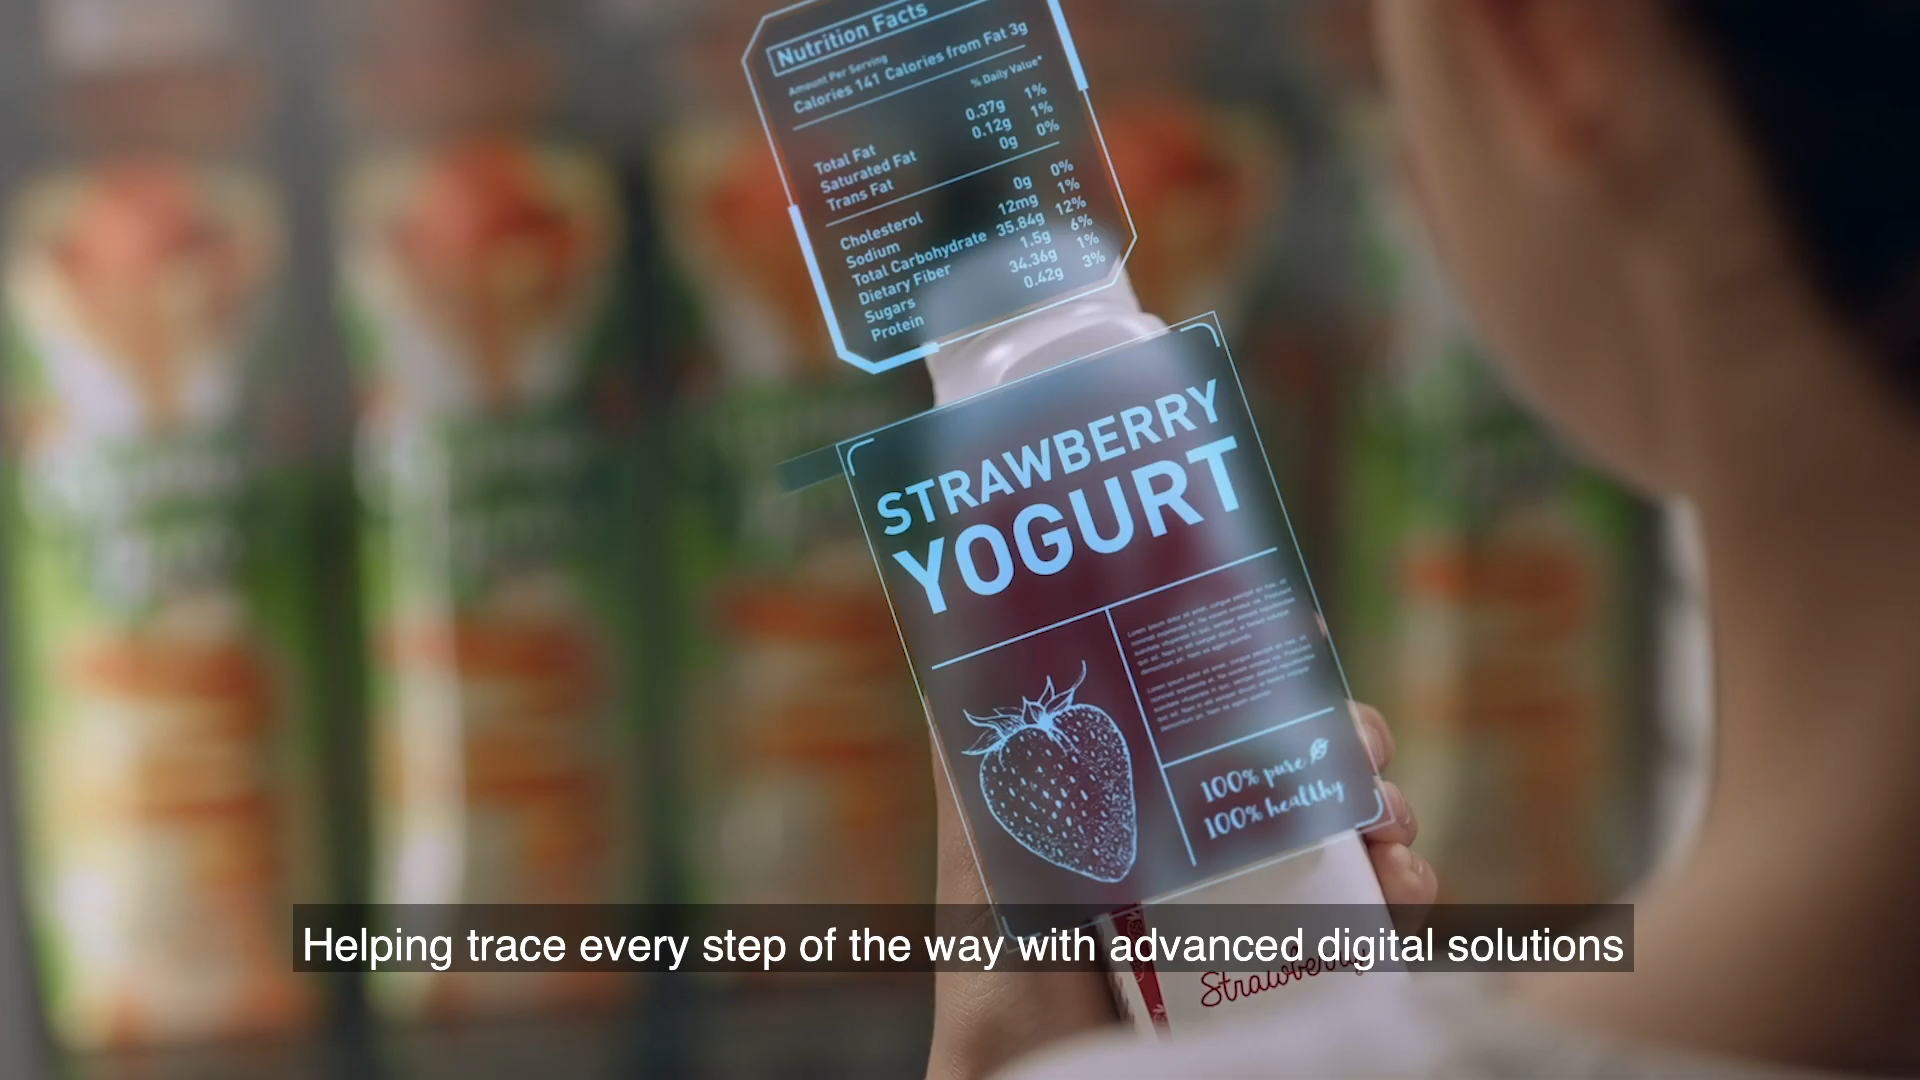 Nutrition Facts
Amount Per Serving
Calories 141 Calories from Fat 3g
% Daily Value*
Total Fat 0.37g 1%
Saturated Fat 0.12g 1%
Trans Fat 0g 0%
Cholesterol 0g 0%
Sodium 12mg 1%
Total Carbohydrate 35.84g 12%
Dietary Fiber 1.5g 6%
Sugars 34.36g 1%
Protein 0.42g 3%
STRAWBERRY
YOGURT
100% pure
100% healthy
Helping trace every step of the way with advanced digital solutions
Strawberry